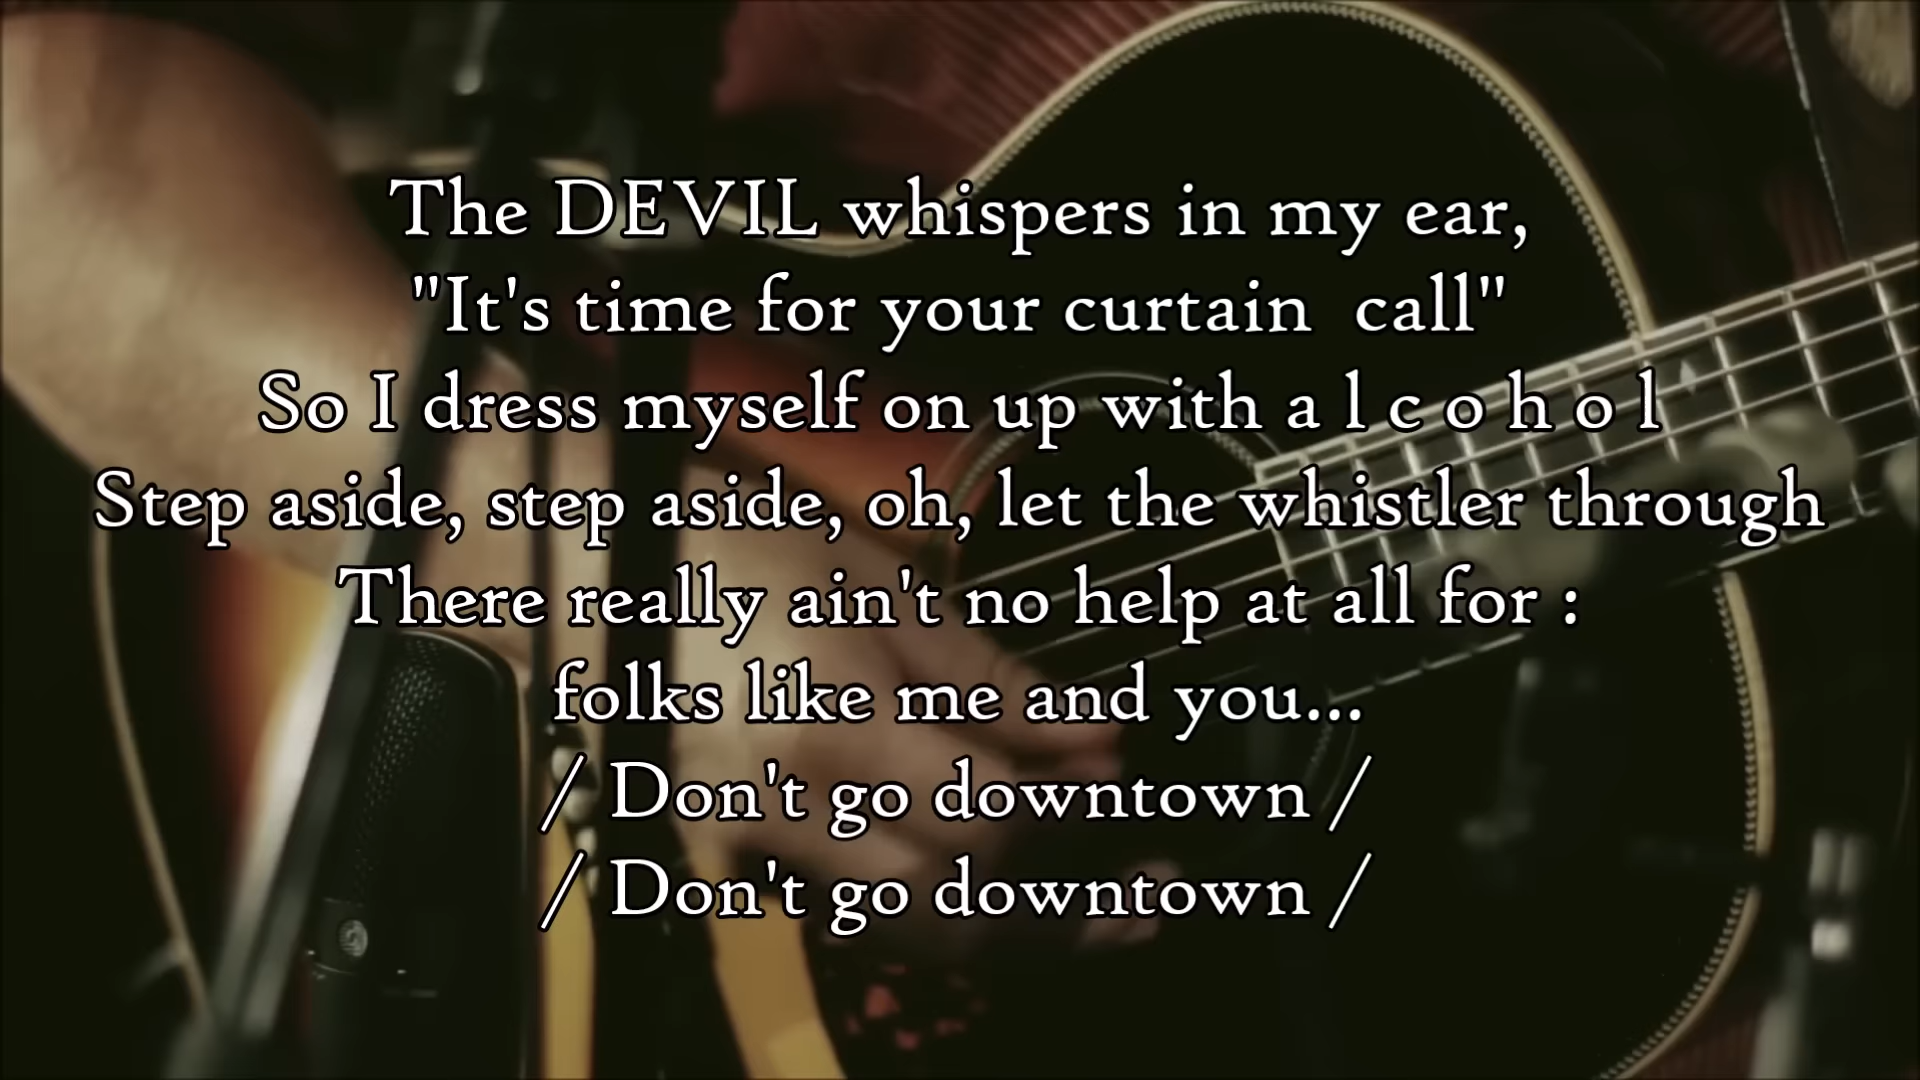 The DEVIL whispers in my ear,
"It's time for your curtain  call"
So I dress myself on up with a l c o h o l
Step aside, step aside, oh, let the whistler through
There really ain't no help at all for :
folks like me and you...
/ Don't go downtown /
/ Don't go downtown /